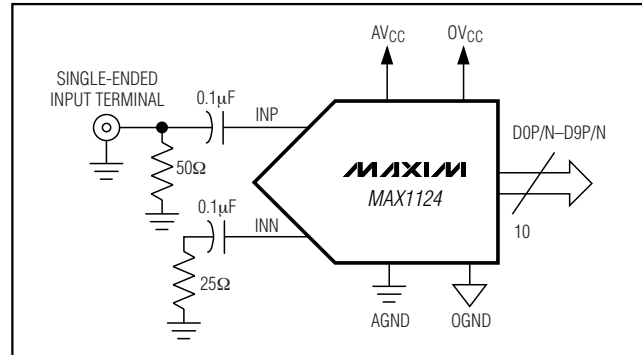 AVCC
OVCC
SINGLE-ENDED
INPUT TERMINAL
0.1μF
INP
D0P/N–D9P/N
50Ω
MAXIM
MAX1124
0.1μF
INN
10
25Ω
AGND
OGND